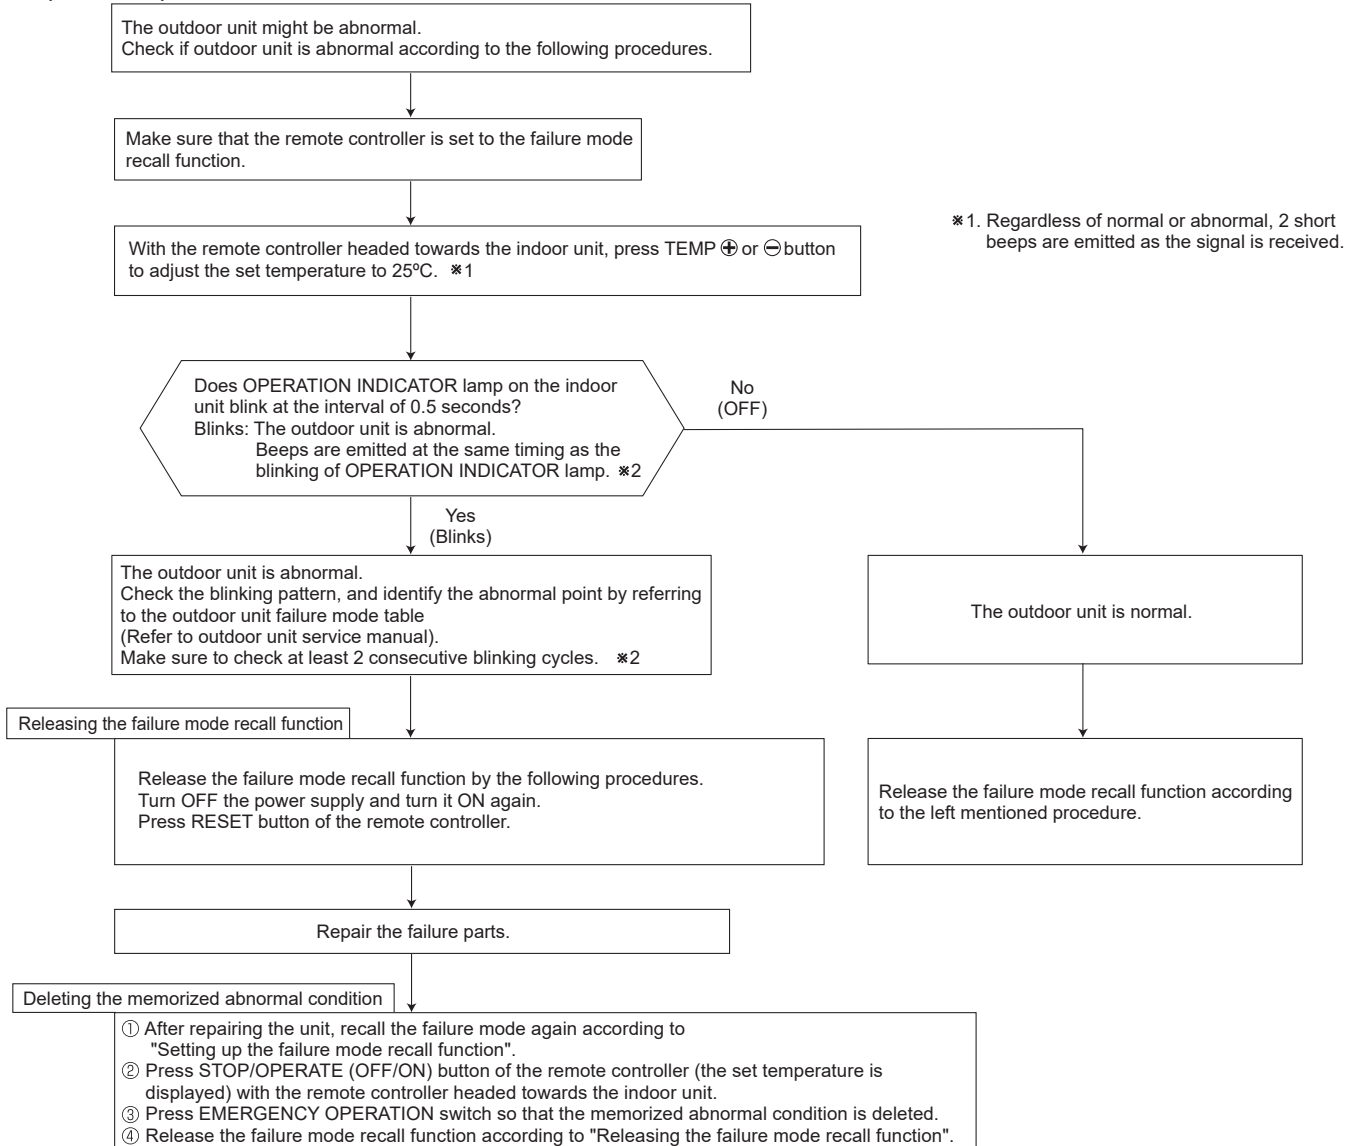 The outdoor unit might be abnormal.
Check if outdoor unit is abnormal according to the following procedures.
Make sure that the remote controller is set to the failure mode
recall function.
With the remote controller headed towards the indoor unit, press TEMP ⊕ or ⊖ button
to adjust the set temperature to 25ºC. ※1
※1. Regardless of normal or abnormal, 2 short
beeps are emitted as the signal is received.
Does OPERATION INDICATOR lamp on the indoor
unit blink at the interval of 0.5 seconds?
Blinks: The outdoor unit is abnormal.
Beeps are emitted at the same timing as the
blinking of OPERATION INDICATOR lamp. ※2
No
(OFF)
Yes
(Blinks)
The outdoor unit is abnormal.
Check the blinking pattern, and identify the abnormal point by referring
to the outdoor unit failure mode table
(Refer to outdoor unit service manual).
Make sure to check at least 2 consecutive blinking cycles. ※2
The outdoor unit is normal.
Releasing the failure mode recall function
Release the failure mode recall function by the following procedures.
Turn OFF the power supply and turn it ON again.
Press RESET button of the remote controller.
Release the failure mode recall function according
to the left mentioned procedure.
Repair the failure parts.
Deleting the memorized abnormal condition
① After repairing the unit, recall the failure mode again according to
"Setting up the failure mode recall function".
② Press STOP/OPERATE (OFF/ON) button of the remote controller (the set temperature is
displayed) with the remote controller headed towards the indoor unit.
③ Press EMERGENCY OPERATION switch so that the memorized abnormal condition is deleted.
④ Release the failure mode recall function according to "Releasing the failure mode recall function".